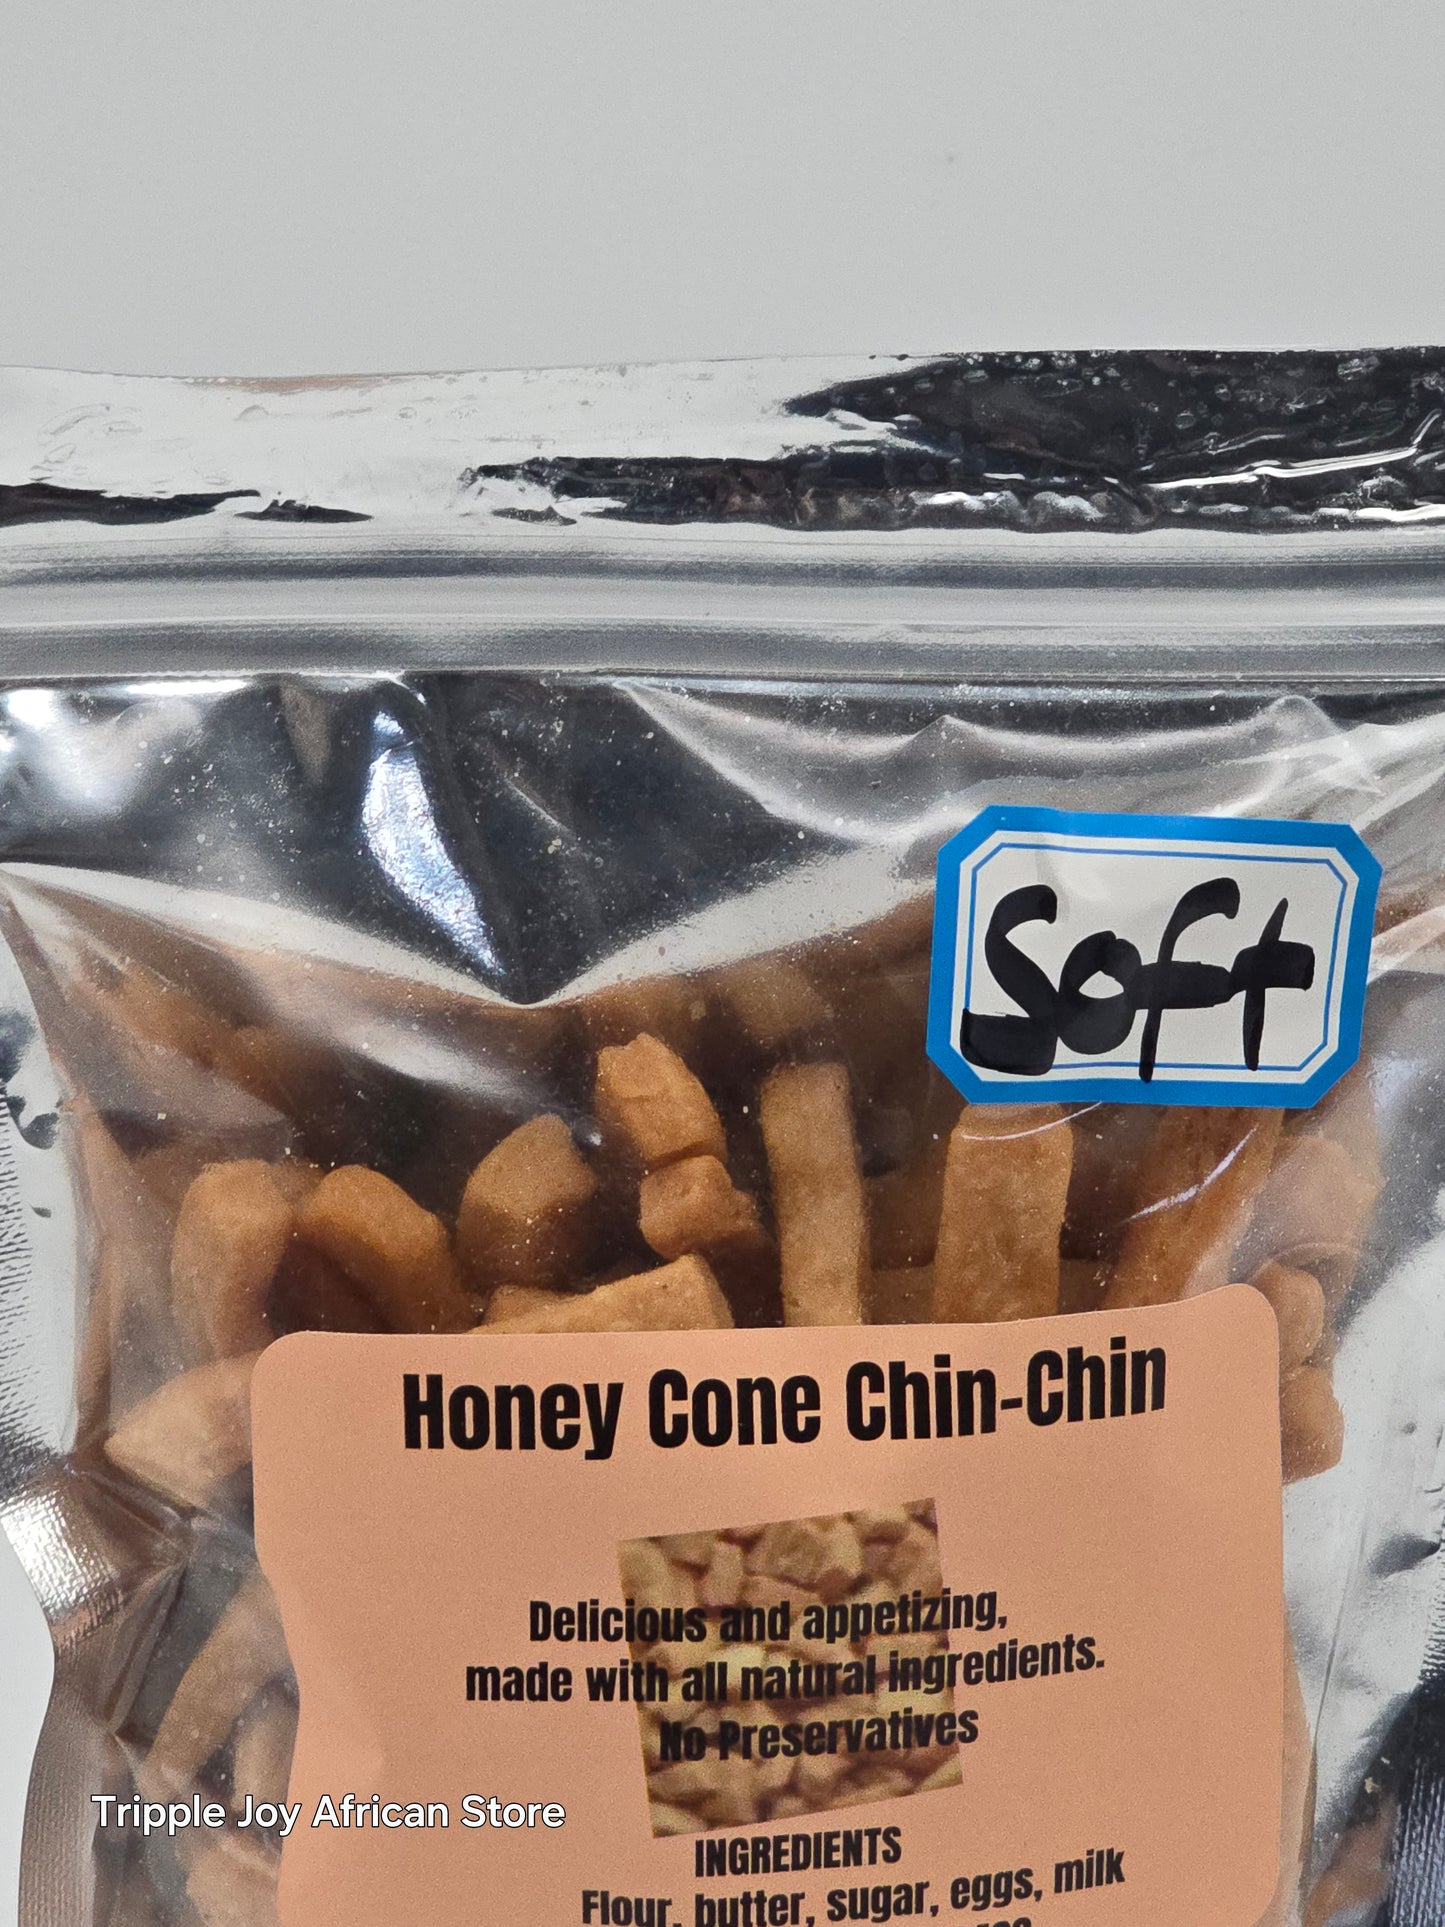 Soft
Honey Cone Chin-Chin
Delicious and appetizing,
made with all natural ingredients.
No Preservatives
INGREDIENTS
Flour, butter, sugar, eggs, milk
Tripple Joy African Store